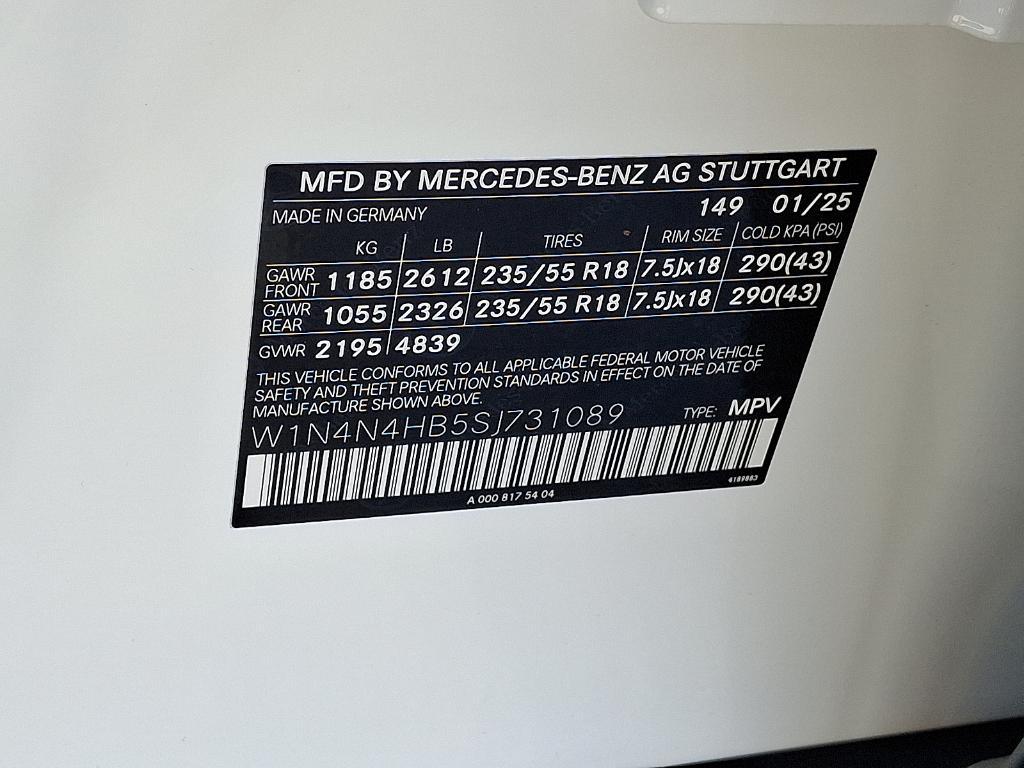 MFD BY MERCEDES-BENZ AG STUTTGART
MADE IN GERMANY 149 01/25
KG LB TIRES RIM SIZE COLD KPA (PSI)
GAWR FRONT 1185 2612 235/55 R18 7.5Jx18 290(43)
GAWR REAR 1055 2326 235/55 R18 7.5Jx18 290(43)
GVWR 2195 4839
THIS VEHICLE CONFORMS TO ALL APPLICABLE FEDERAL MOTOR VEHICLE
SAFETY AND THEFT PREVENTION STANDARDS IN EFFECT ON THE DATE OF
MANUFACTURE SHOWN ABOVE.
W1N4N4HB5SJ731089 TYPE: MPV
A 000 817 54 04
4189883